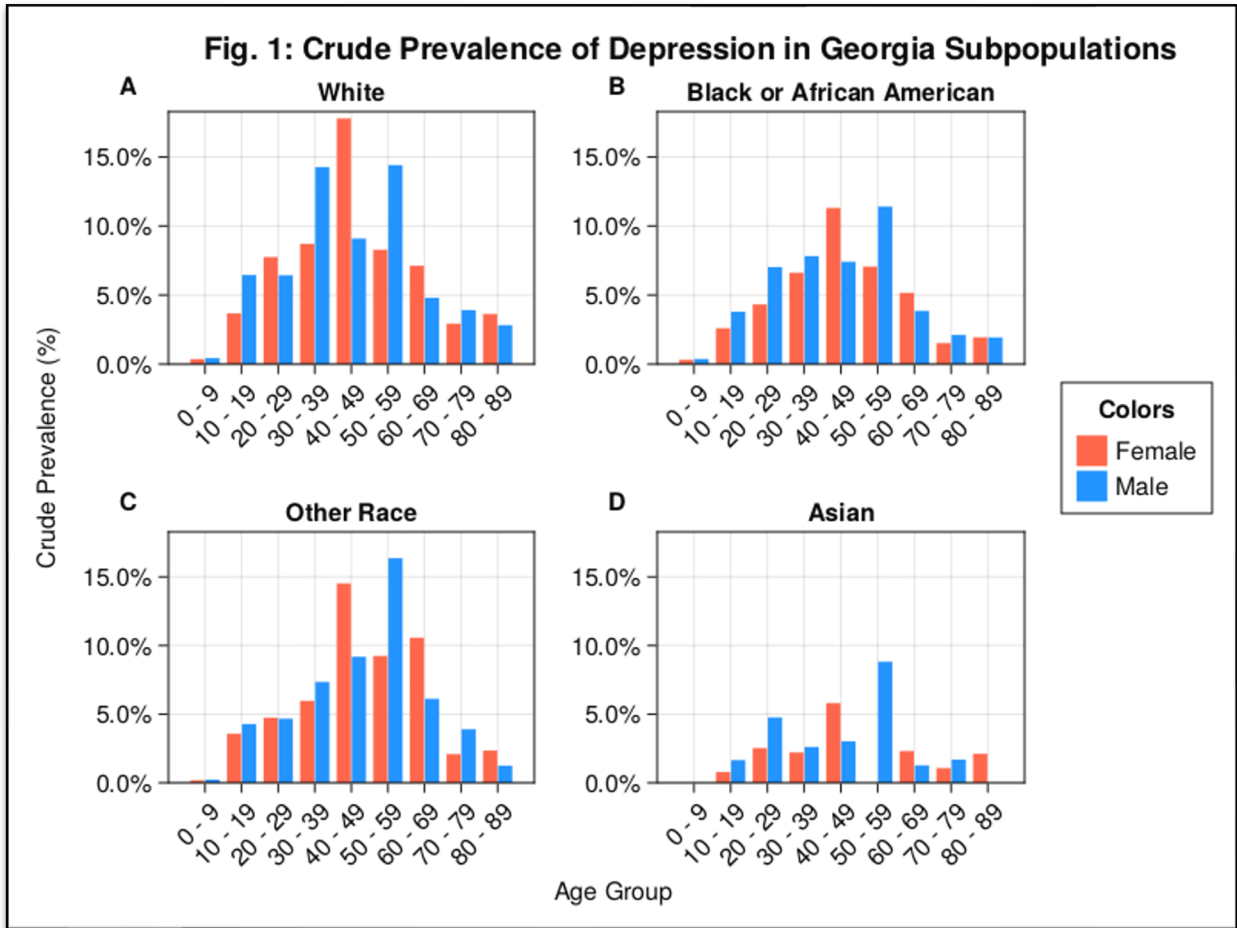 Fig. 1: Crude Prevalence of Depression in Georgia Subpopulations
A
White
15.0%
10.0%
5.0%
0.0%
0 - 9
10 - 19
20 - 29
30 - 39
40 - 49
50 - 59
60 - 69
70 - 79
80 - 89
B
Black or African American
15.0%
10.0%
5.0%
0.0%
0 - 9
10 - 19
20 - 29
30 - 39
40 - 49
50 - 59
60 - 69
70 - 79
80 - 89
C
Other Race
15.0%
10.0%
5.0%
0.0%
0 - 9
10 - 19
20 - 29
30 - 39
40 - 49
50 - 59
60 - 69
70 - 79
80 - 89
D
Asian
15.0%
10.0%
5.0%
0.0%
0 - 9
10 - 19
20 - 29
30 - 39
40 - 49
50 - 59
60 - 69
70 - 79
80 - 89
Crude Prevalence (%)
Age Group
Colors
Female
Male